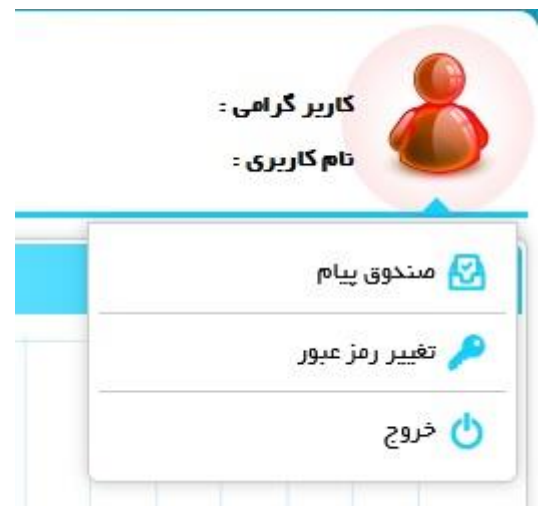 کاربر گرامی :
نام کاربری :
صندوق پیام
تغییر رمز عبور
خروج